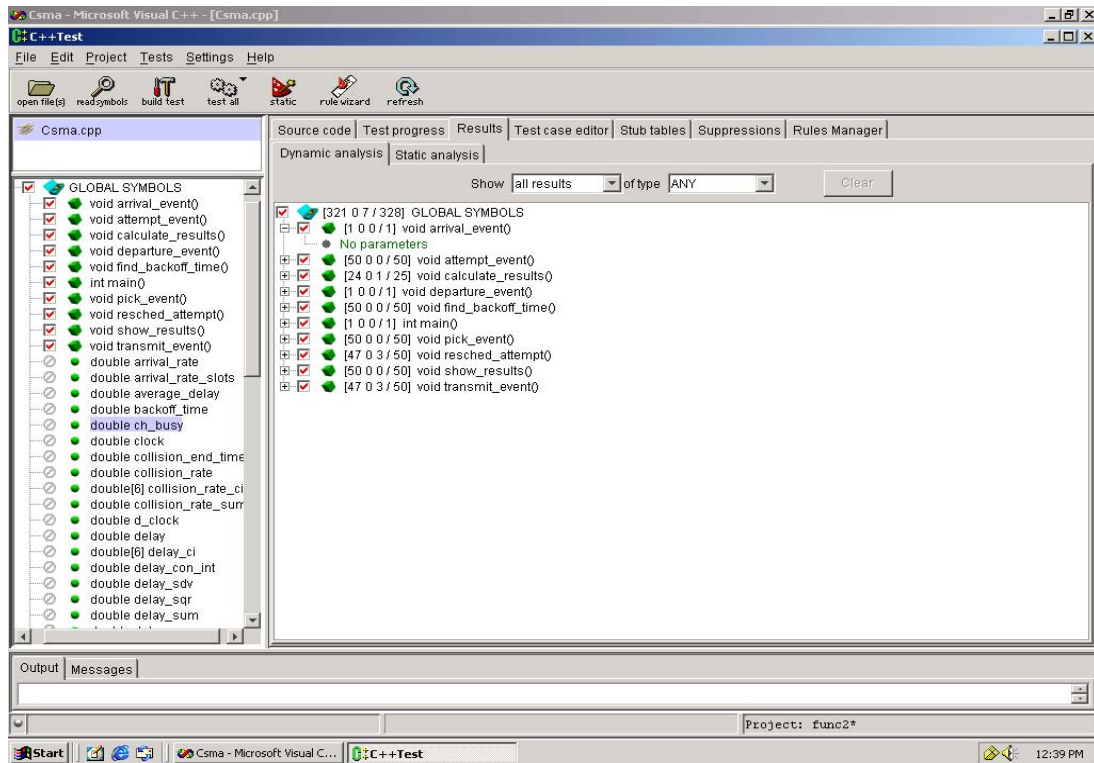 Csma - Microsoft Visual C++ - [Csma.cpp]
C++Test
File Edit Project Tests Settings Help
open file(s) read symbols build test test all static rule wizard refresh
Csma.cpp
GLOBAL SYMBOLS
void arrival_event()
void attempt_event()
void calculate_results()
void departure_event()
void find_backoff_time()
int main()
void pick_event()
void resched_attempt()
void show_results()
void transmit_event()
double arrival_rate
double arrival_rate_slots
double average_delay
double backoff_time
double ch_busy
double clock
double collision_end_time
double collision_rate
double[6] collision_rate_ci
double collision_rate_sum
double d_clock
double delay
double[6] delay_ci
double delay_con_int
double delay_sdv
double delay_sqr
double delay_sum
Source code Test progress Results Test case editor Stub tables Suppressions Rules Manager
Dynamic analysis Static analysis
Show all results of type ANY Clear
[321 0 7 / 328] GLOBAL SYMBOLS
[1 0 0 / 1] void arrival_event()
No parameters
[50 0 0 / 50] void attempt_event()
[24 0 1 / 25] void calculate_results()
[1 0 0 / 1] void departure_event()
[50 0 0 / 50] void find_backoff_time()
[1 0 0 / 1] int main()
[50 0 0 / 50] void pick_event()
[47 0 3 / 50] void resched_attempt()
[50 0 0 / 50] void show_results()
[47 0 3 / 50] void transmit_event()
Output Messages
Project: func2*
Start Csma - Microsoft Visual C... C++Test 12:39 PM